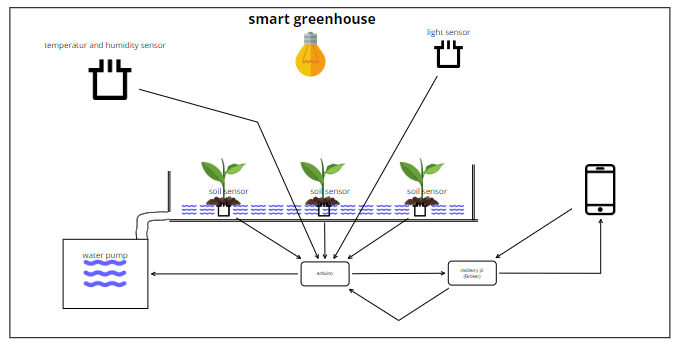 smart greenhouse
temperatur and humidity sensor
light sensor
soil sensor
soil sensor
soil sensor
water pump
arduino
rasberry pi
(Broker)